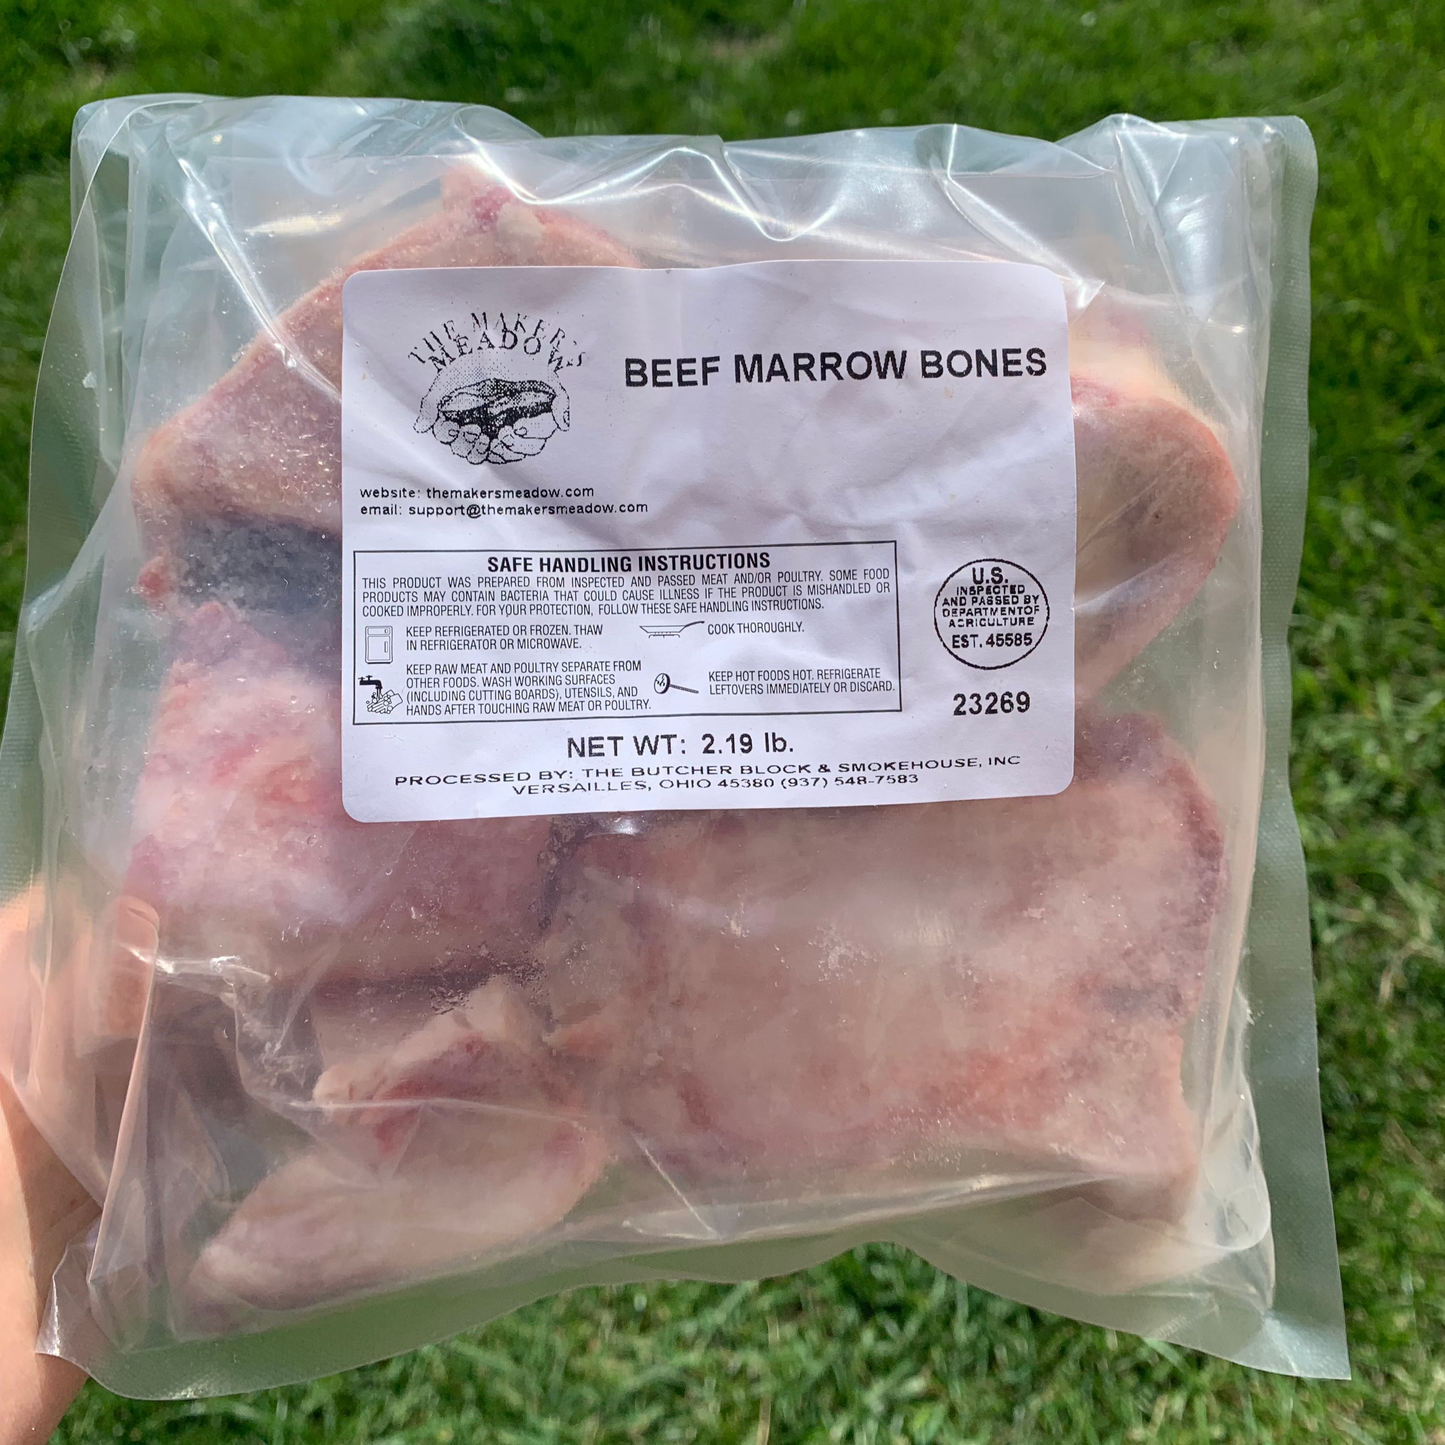 THE MAKER'S
MEADOW
BEEF MARROW BONES
website: themakersmeadow.com
email: support@themakersmeadow.com
SAFE HANDLING INSTRUCTIONS
THIS PRODUCT WAS PREPARED FROM INSPECTED AND PASSED MEAT AND/OR POULTRY. SOME FOOD
PRODUCTS MAY CONTAIN BACTERIA THAT COULD CAUSE ILLNESS IF THE PRODUCT IS MISHANDLED OR
COOKED IMPROPERLY. FOR YOUR PROTECTION, FOLLOW THESE SAFE HANDLING INSTRUCTIONS.
KEEP REFRIGERATED OR FROZEN. THAW
IN REFRIGERATOR OR MICROWAVE.
COOK THOROUGHLY.
KEEP RAW MEAT AND POULTRY SEPARATE FROM
OTHER FOODS. WASH WORKING SURFACES
(INCLUDING CUTTING BOARDS), UTENSILS, AND
HANDS AFTER TOUCHING RAW MEAT OR POULTRY.
KEEP HOT FOODS HOT. REFRIGERATE
LEFTOVERS IMMEDIATELY OR DISCARD.
U.S.
INSPECTED
AND PASSED BY
DEPARTMENT OF
AGRICULTURE
EST. 45585
23269
NET WT: 2.19 lb.
PROCESSED BY: THE BUTCHER BLOCK & SMOKEHOUSE, INC
VERSAILLES, OHIO 45380 (937) 548-7583